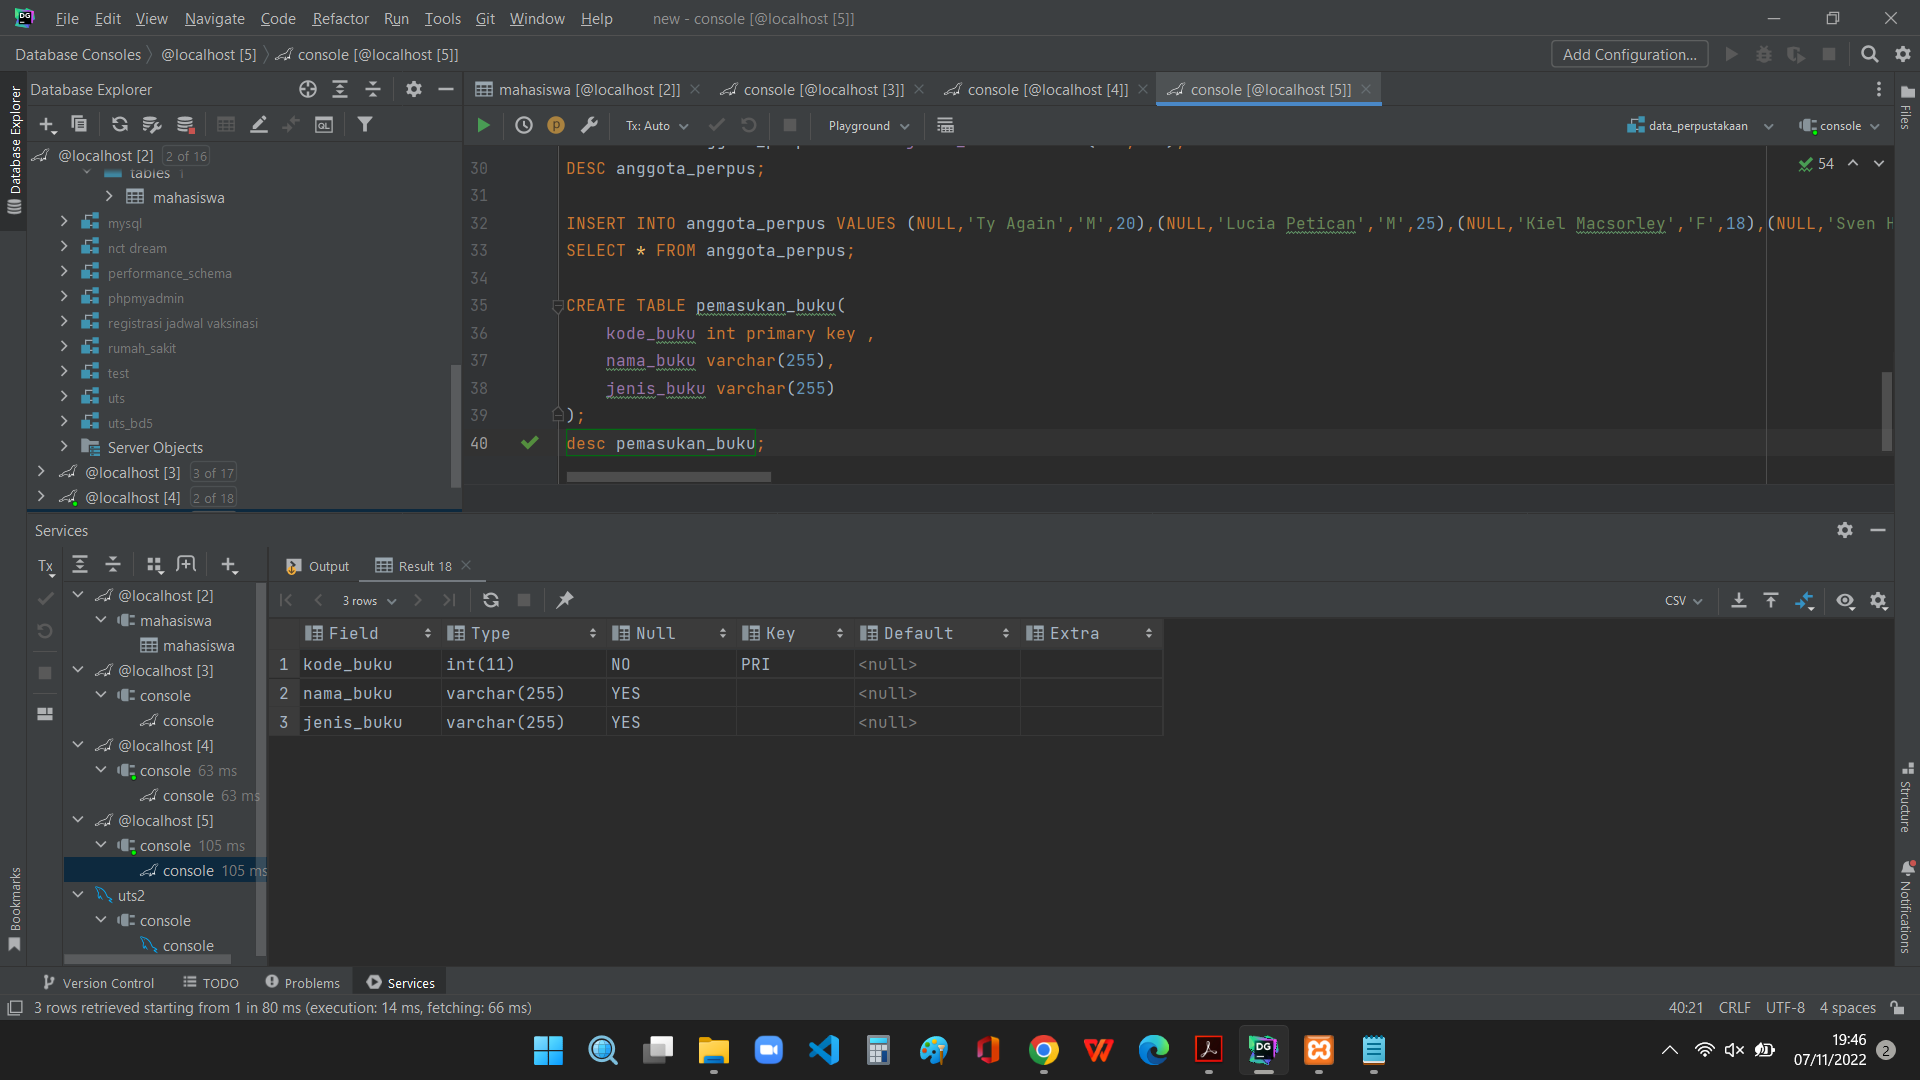 File Edit View Navigate Code Refactor Run Tools Git Window Help new - console [@localhost [5]]
Database Consoles @localhost [5] console [@localhost [5]] Add Configuration...
Database Explorer
mahasiswa [@localhost [2]] console [@localhost [3]] console [@localhost [4]] console [@localhost [5]]
Tx: Auto Playground data_perpustakaan console
Database Explorer
Files
@localhost [2] 2 of 16
tables 1
mahasiswa
mysql
nct dream
performance_schema
phpmyadmin
registrasi jadwal vaksinasi
rumah_sakit
test
uts
uts_bd5
Server Objects
@localhost [3] 3 of 17
@localhost [4] 2 of 18
54
30 DESC anggota_perpus;
31
32 INSERT INTO anggota_perpus VALUES (NULL,'Ty Again','M',20),(NULL,'Lucia Petican','M',25),(NULL,'Kiel Macsorley','F',18),(NULL,'Sven H
33 SELECT * FROM anggota_perpus;
34
35 CREATE TABLE pemasukan_buku(
36 kode_buku int primary key ,
37 nama_buku varchar(255),
38 jenis_buku varchar(255)
39 );
40 desc pemasukan_buku;
Services
Tx
@localhost [2]
mahasiswa
mahasiswa
@localhost [3]
console
console
@localhost [4]
console 63 ms
console 63 ms
@localhost [5]
console 105 ms
console 105 ms
uts2
console
console
Output Result 18
3 rows CSV
Field Type Null Key Default Extra
1 kode_buku int(11) NO PRI <null>
2 nama_buku varchar(255) YES <null>
3 jenis_buku varchar(255) YES <null>
Structure
Notifications
Bookmarks
Version Control TODO Problems Services
3 rows retrieved starting from 1 in 80 ms (execution: 14 ms, fetching: 66 ms) 40:21 CRLF UTF-8 4 spaces
19:46
07/11/2022 2